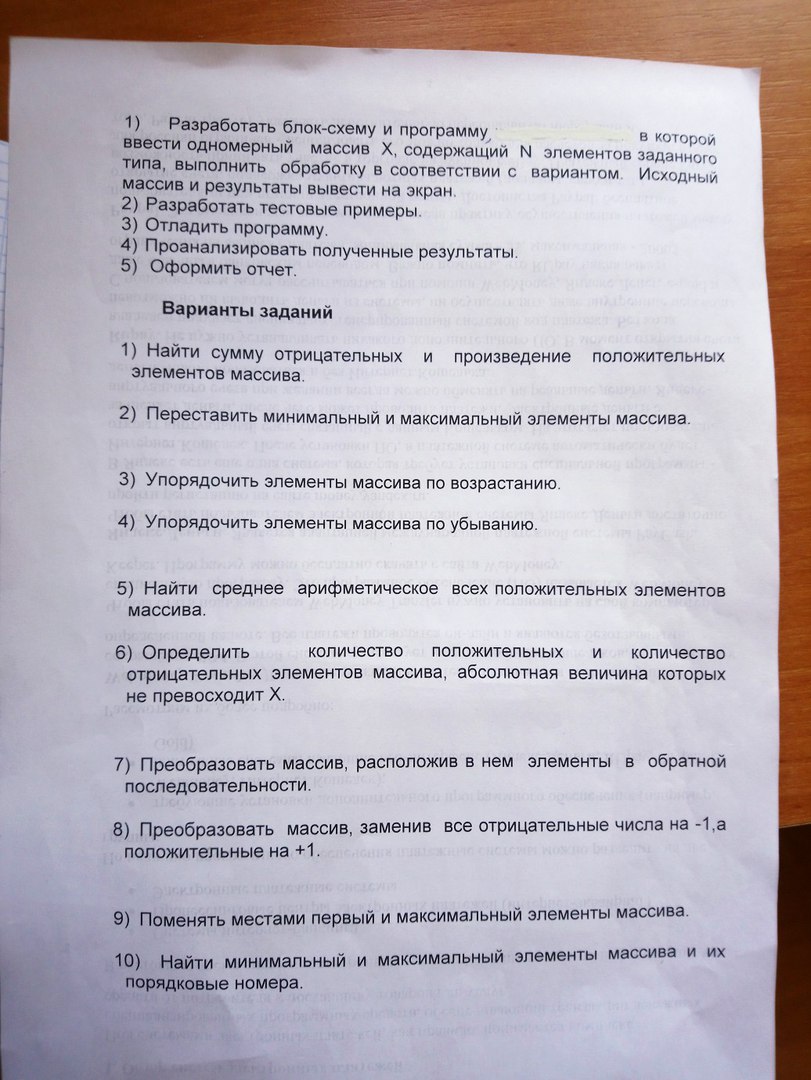 1) Разработать блок-схему и программу, в которой
ввести одномерный массив X, содержащий N элементов заданного
типа, выполнить обработку в соответствии с вариантом. Исходный
массив и результаты вывести на экран.
2) Разработать тестовые примеры.
3) Отладить программу.
4) Проанализировать полученные результаты.
5) Оформить отчет.
Варианты заданий
1) Найти сумму отрицательных и произведение положительных
элементов массива.
2) Переставить минимальный и максимальный элементы массива.
3) Упорядочить элементы массива по возрастанию.
4) Упорядочить элементы массива по убыванию.
5) Найти среднее арифметическое всех положительных элементов
массива.
6) Определить количество положительных и количество
отрицательных элементов массива, абсолютная величина которых
не превосходит X.
7) Преобразовать массив, расположив в нем элементы в обратной
последовательности.
8) Преобразовать массив, заменив все отрицательные числа на -1,а
положительные на +1.
9) Поменять местами первый и максимальный элементы массива.
10) Найти минимальный и максимальный элементы массива и их
порядковые номера.